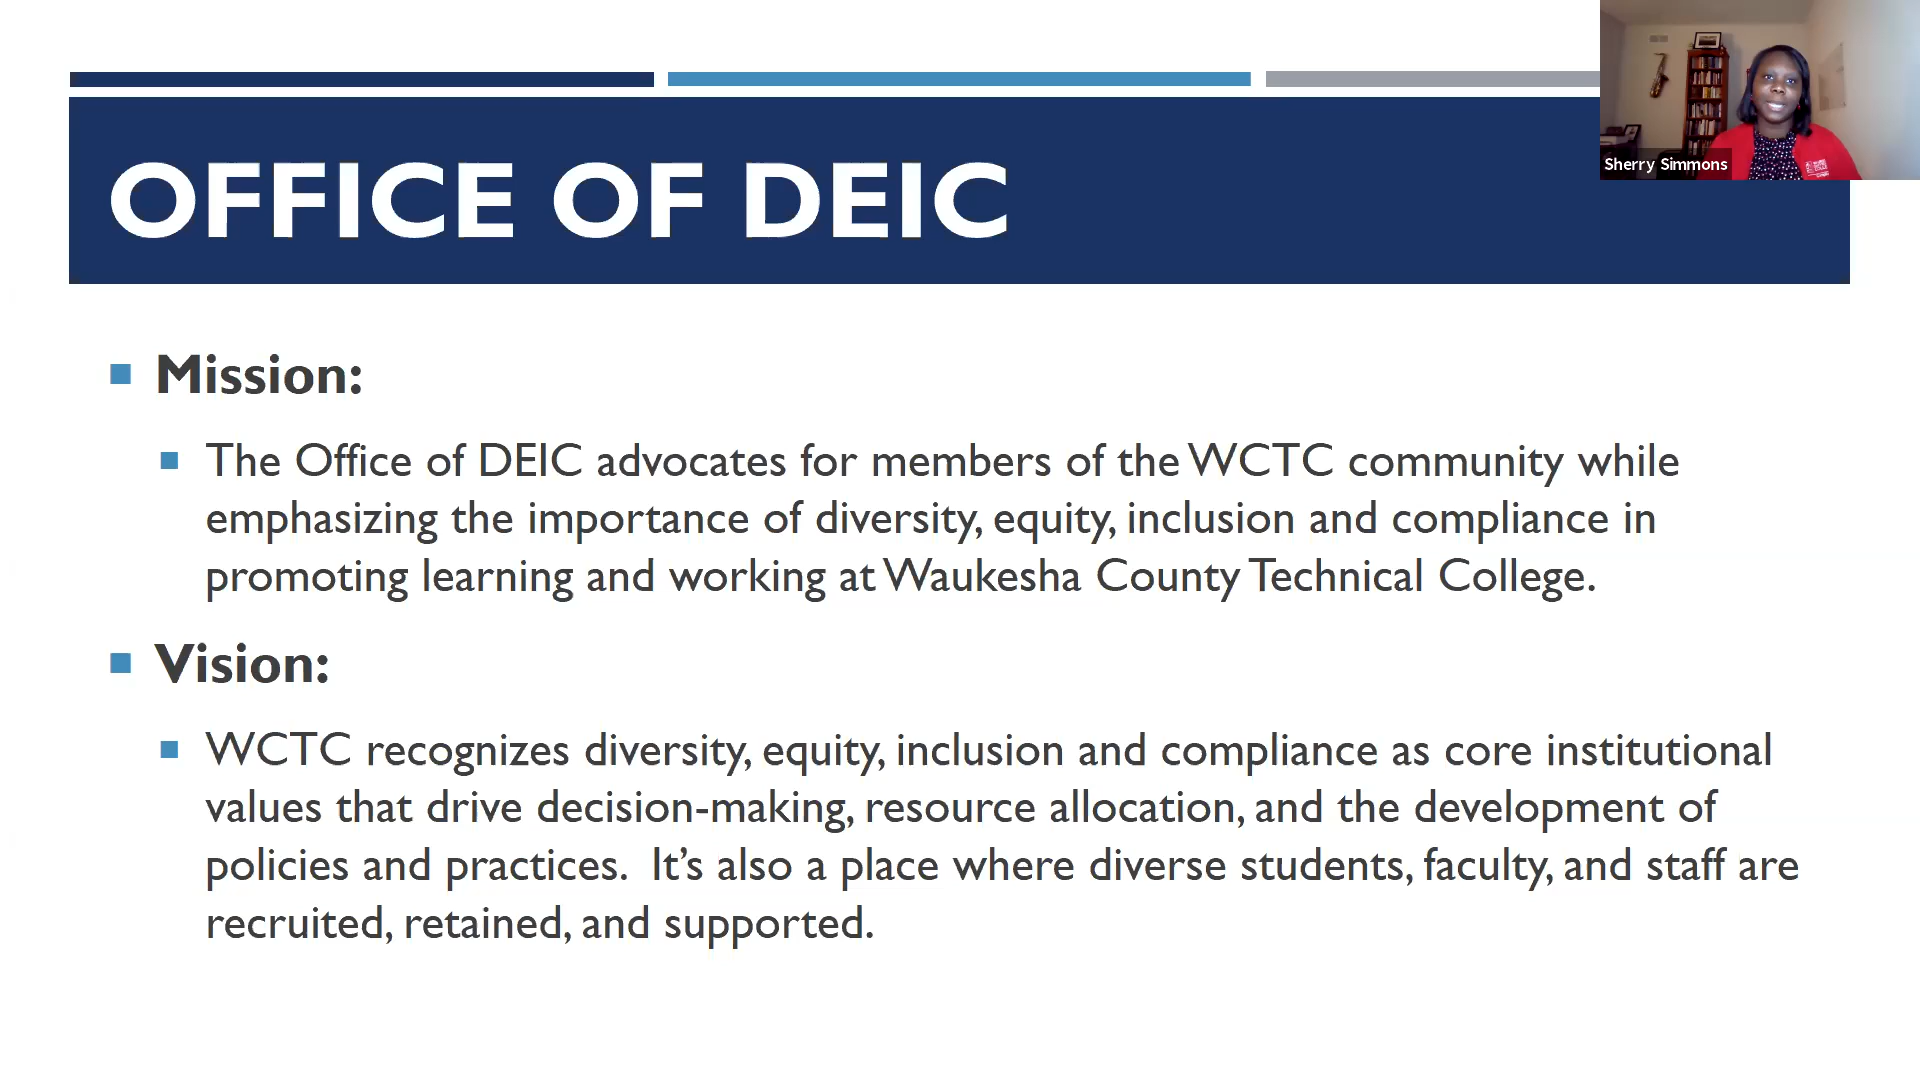 OFFICE OF DEIC
Sherry Simmons
Mission:
The Office of DEIC advocates for members of the WCTC community while
emphasizing the importance of diversity, equity, inclusion and compliance in
promoting learning and working at Waukesha County Technical College.
Vision:
WCTC recognizes diversity, equity, inclusion and compliance as core institutional
values that drive decision-making, resource allocation, and the development of
policies and practices.  It’s also a place where diverse students, faculty, and staff are
recruited, retained, and supported.